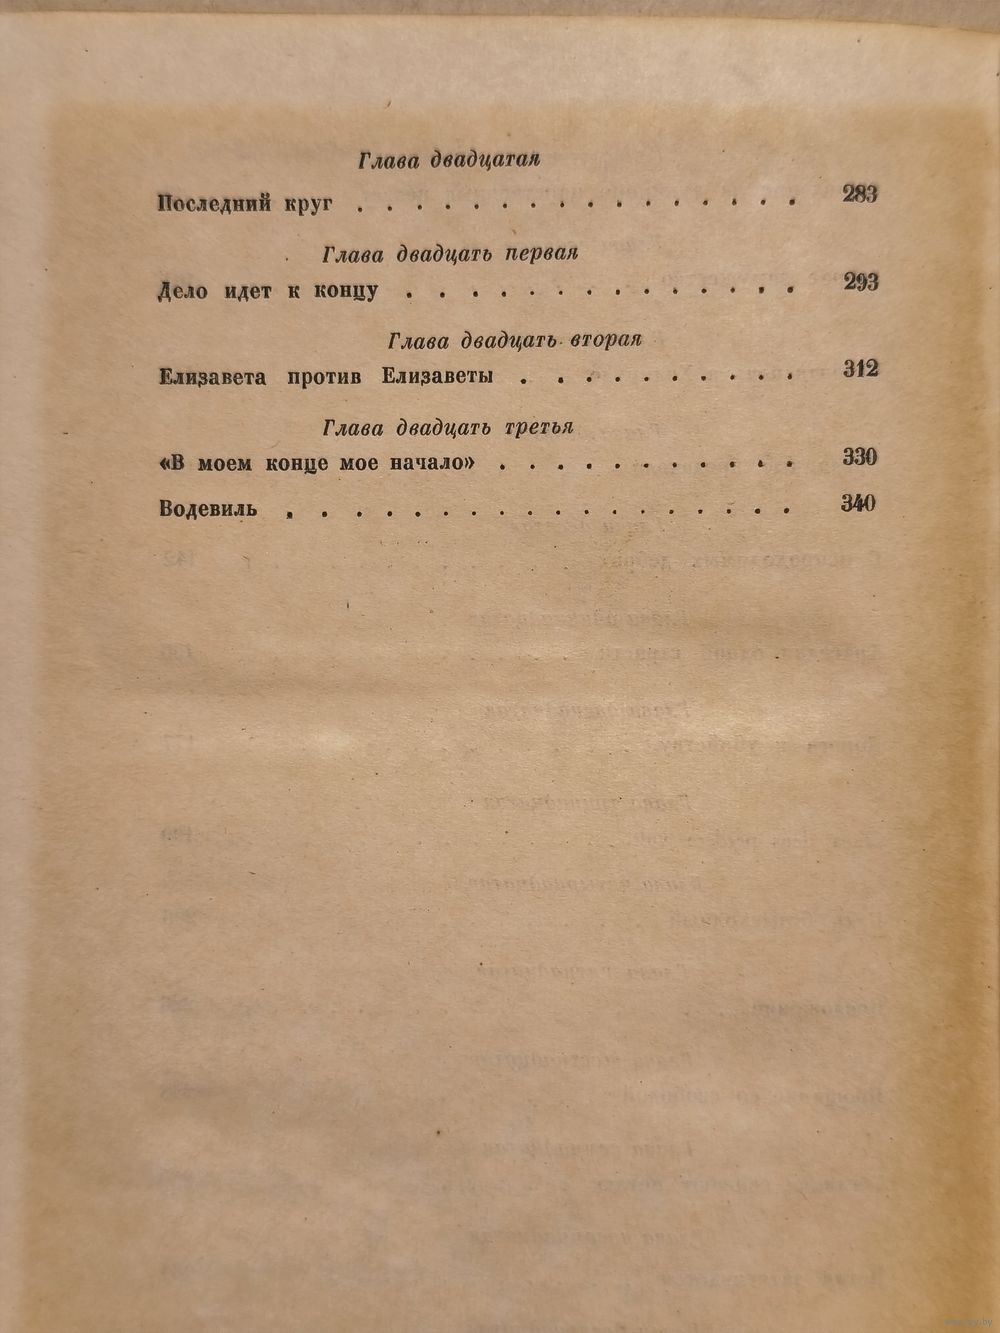 Глава двадцатая
Последний круг . . . . . . . . . . . . . . . . 283
Глава двадцать первая
Дело идет к концу . . . . . . . . . . . . . . 293
Глава двадцать вторая
Елизавета против Елизаветы . . . . . . . . . . 312
Глава двадцать третья
«В моем конце мое начало» . . . . . . . . . . . 330
Водевиль . . . . . . . . . . . . . . . . . . 340